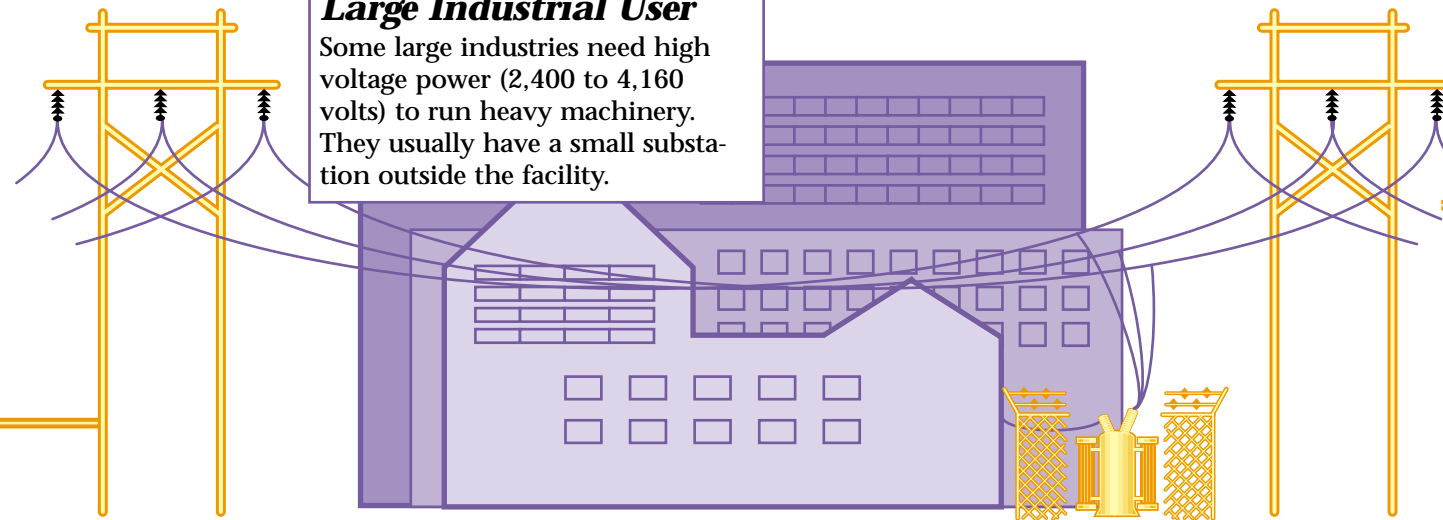 Large Industrial User
Some large industries need high
voltage power (2,400 to 4,160
volts) to run heavy machinery.
They usually have a small substa-
tion outside the facility.